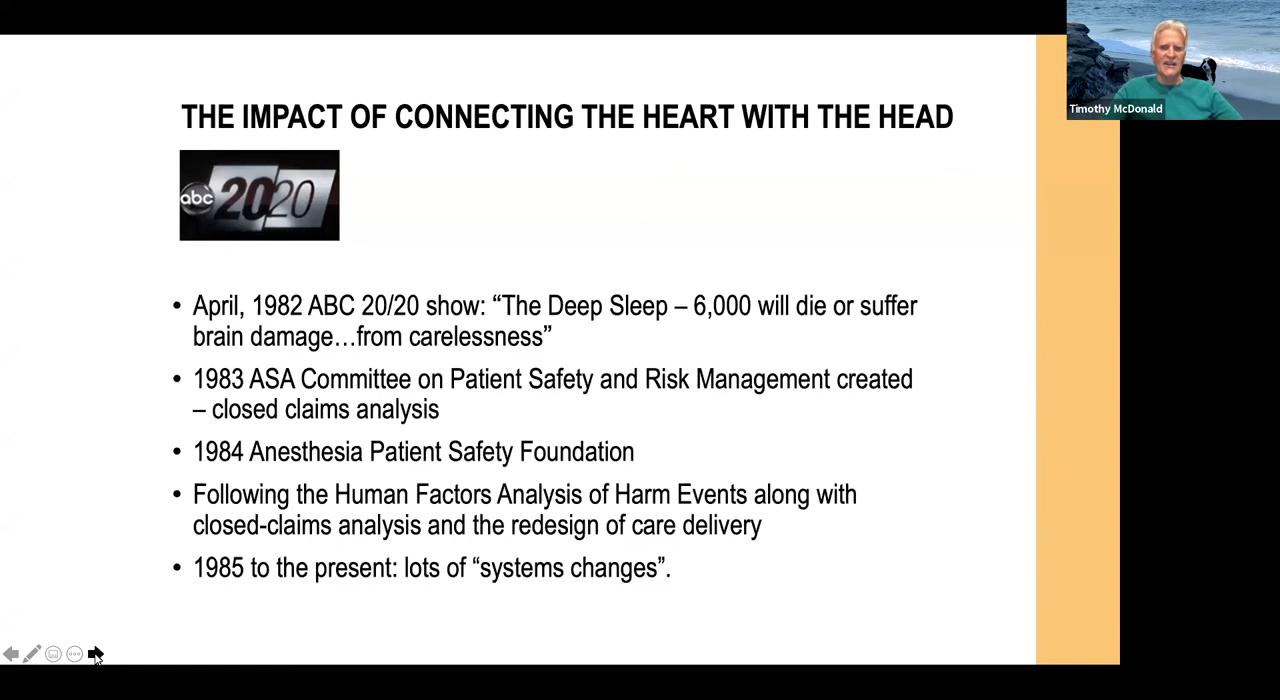 Timothy McDonald
THE IMPACT OF CONNECTING THE HEART WITH THE HEAD
abc 20/20
• April, 1982 ABC 20/20 show: “The Deep Sleep – 6,000 will die or suffer
brain damage…from carelessness”
• 1983 ASA Committee on Patient Safety and Risk Management created
– closed claims analysis
• 1984 Anesthesia Patient Safety Foundation
• Following the Human Factors Analysis of Harm Events along with
closed-claims analysis and the redesign of care delivery
• 1985 to the present: lots of “systems changes”.